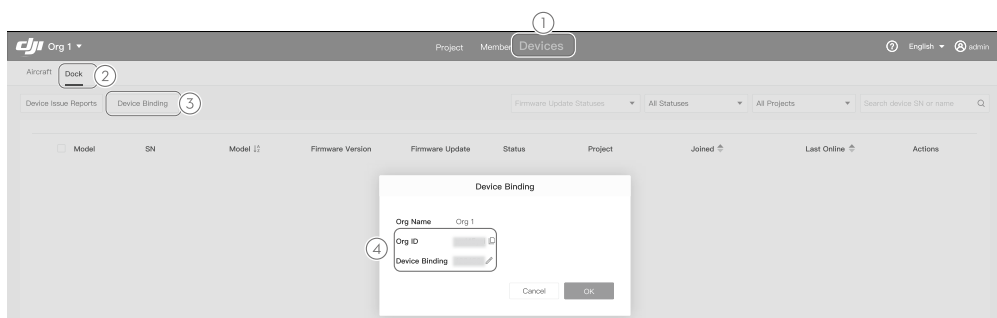 1
dji Org 1 Project Member Devices English admin
Aircraft Dock 2
Device Issue Reports Device Binding 3 Firmware Update Statuses All Statuses All Projects Search device SN or name
Model SN Model Firmware Version Firmware Update Status Project Joined Last Online Actions
Device Binding
Org Name Org 1
4 Org ID
Device Binding
Cancel OK